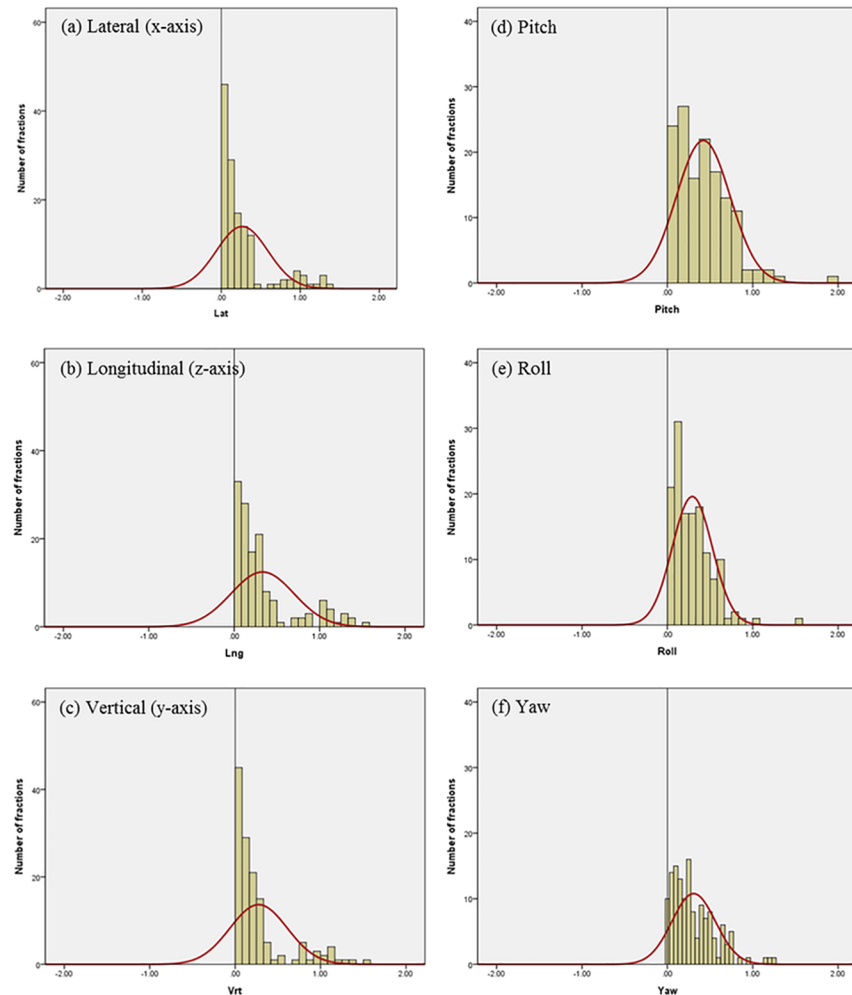 (a) Lateral (x-axis)
Number of fractions
60
40
20
0
-2.00 -1.00 .00 1.00 2.00
Lat
(d) Pitch
Number of fractions
40
30
20
10
0
-2.00 -1.00 .00 1.00 2.00
Pitch
(b) Longitudinal (z-axis)
Number of fractions
60
40
20
0
-2.00 -1.00 .00 1.00 2.00
Lng
(e) Roll
Number of fractions
40
30
20
10
0
-2.00 -1.00 .00 1.00 2.00
Roll
(c) Vertical (y-axis)
Number of fractions
60
40
20
0
-2.00 -1.00 .00 1.00 2.00
Vrt
(f) Yaw
Number of fractions
40
30
20
10
0
-2.00 -1.00 .00 1.00 2.00
Yaw